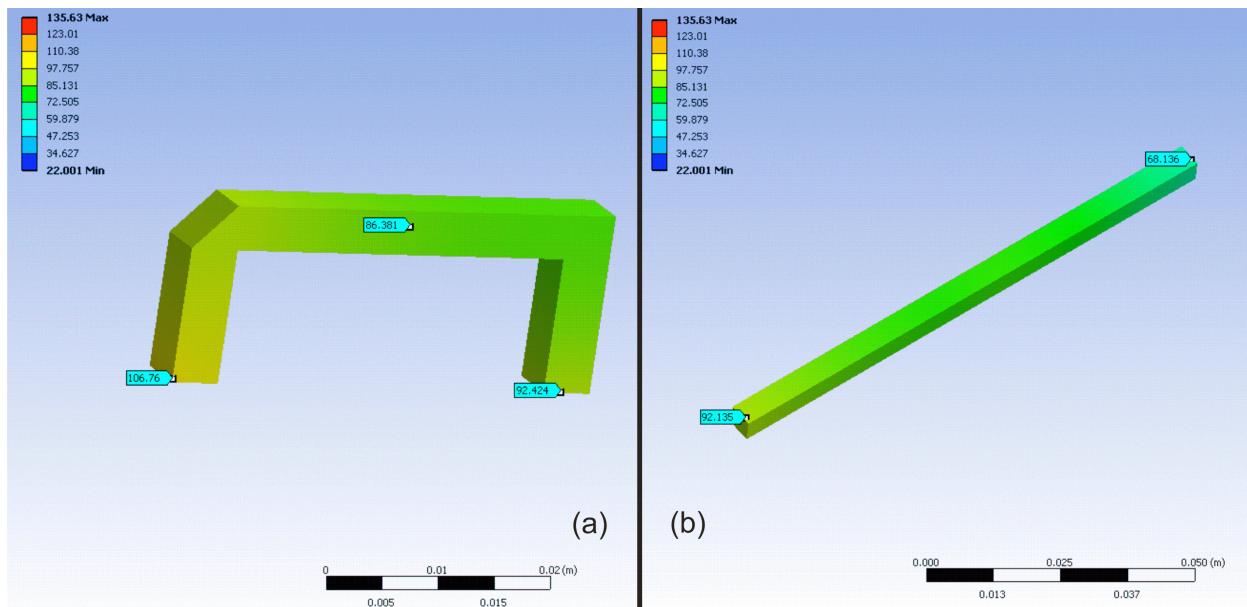 135.63 Max
123.01
110.38
97.757
85.131
72.505
59.879
47.253
34.627
22.001 Min
86.381
106.76
92.424
(a)
0 0.01 0.02 (m)
0.005 0.015
135.63 Max
123.01
110.38
97.757
85.131
72.505
59.879
47.253
34.627
22.001 Min
68.136
92.135
(b)
0.000 0.025 0.050 (m)
0.013 0.037